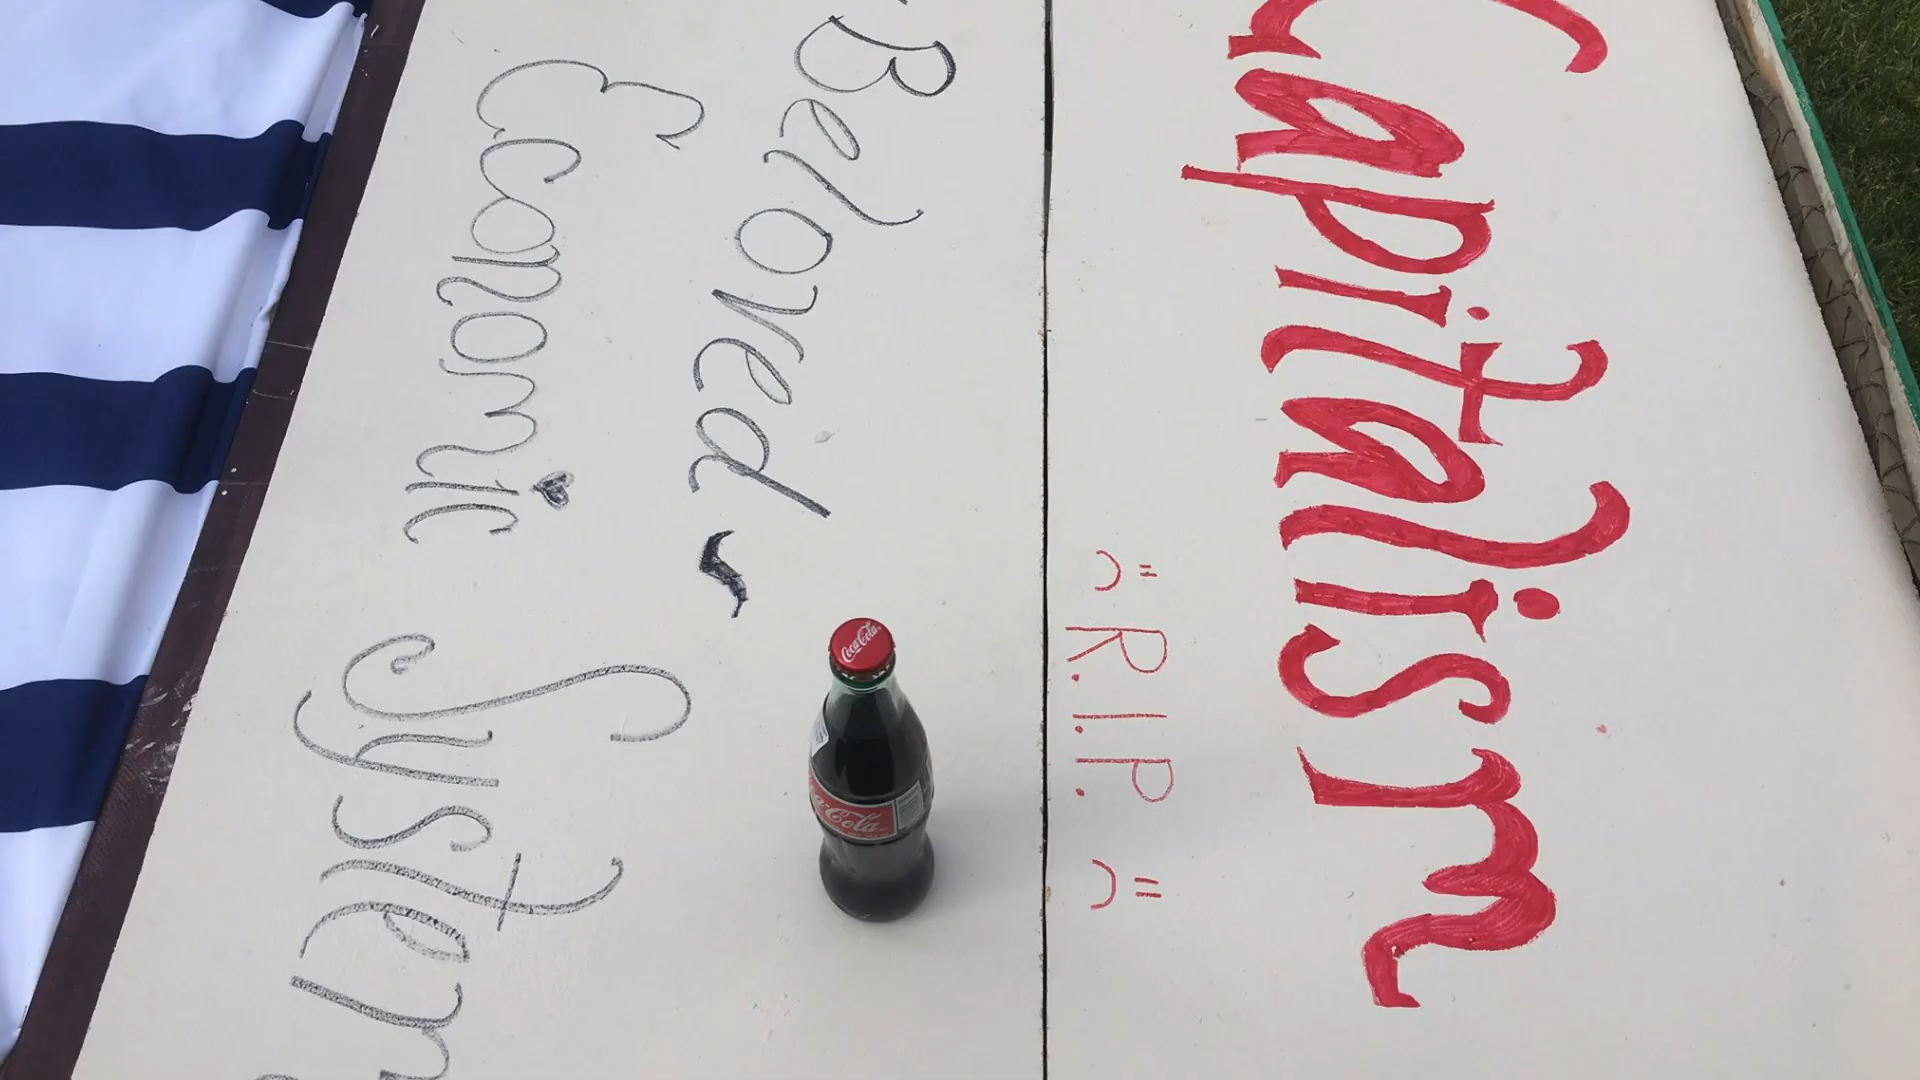 Capitalism
:( R.I.P. :(
Beloved ~
Economic System
Coca-Cola
Coca-Cola